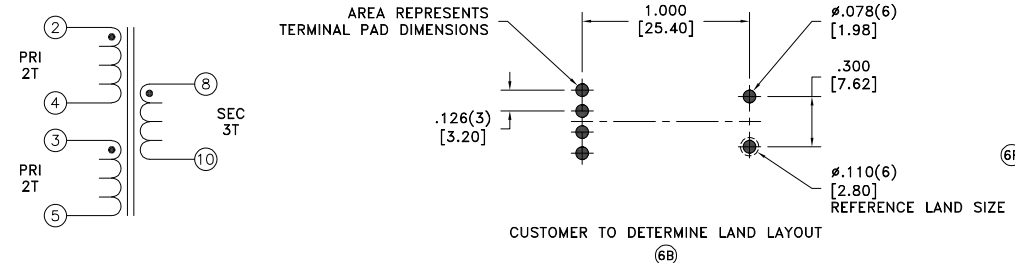 2
PRI
2T
4
3
PRI
2T
5
8
SEC
3T
10
AREA REPRESENTS
TERMINAL PAD DIMENSIONS
1.000
[25.40]
ø.078(6)
[1.98]
.300
[7.62]
.126(3)
[3.20]
ø.110(6)
[2.80]
REFERENCE LAND SIZE
CUSTOMER TO DETERMINE LAND LAYOUT
6B